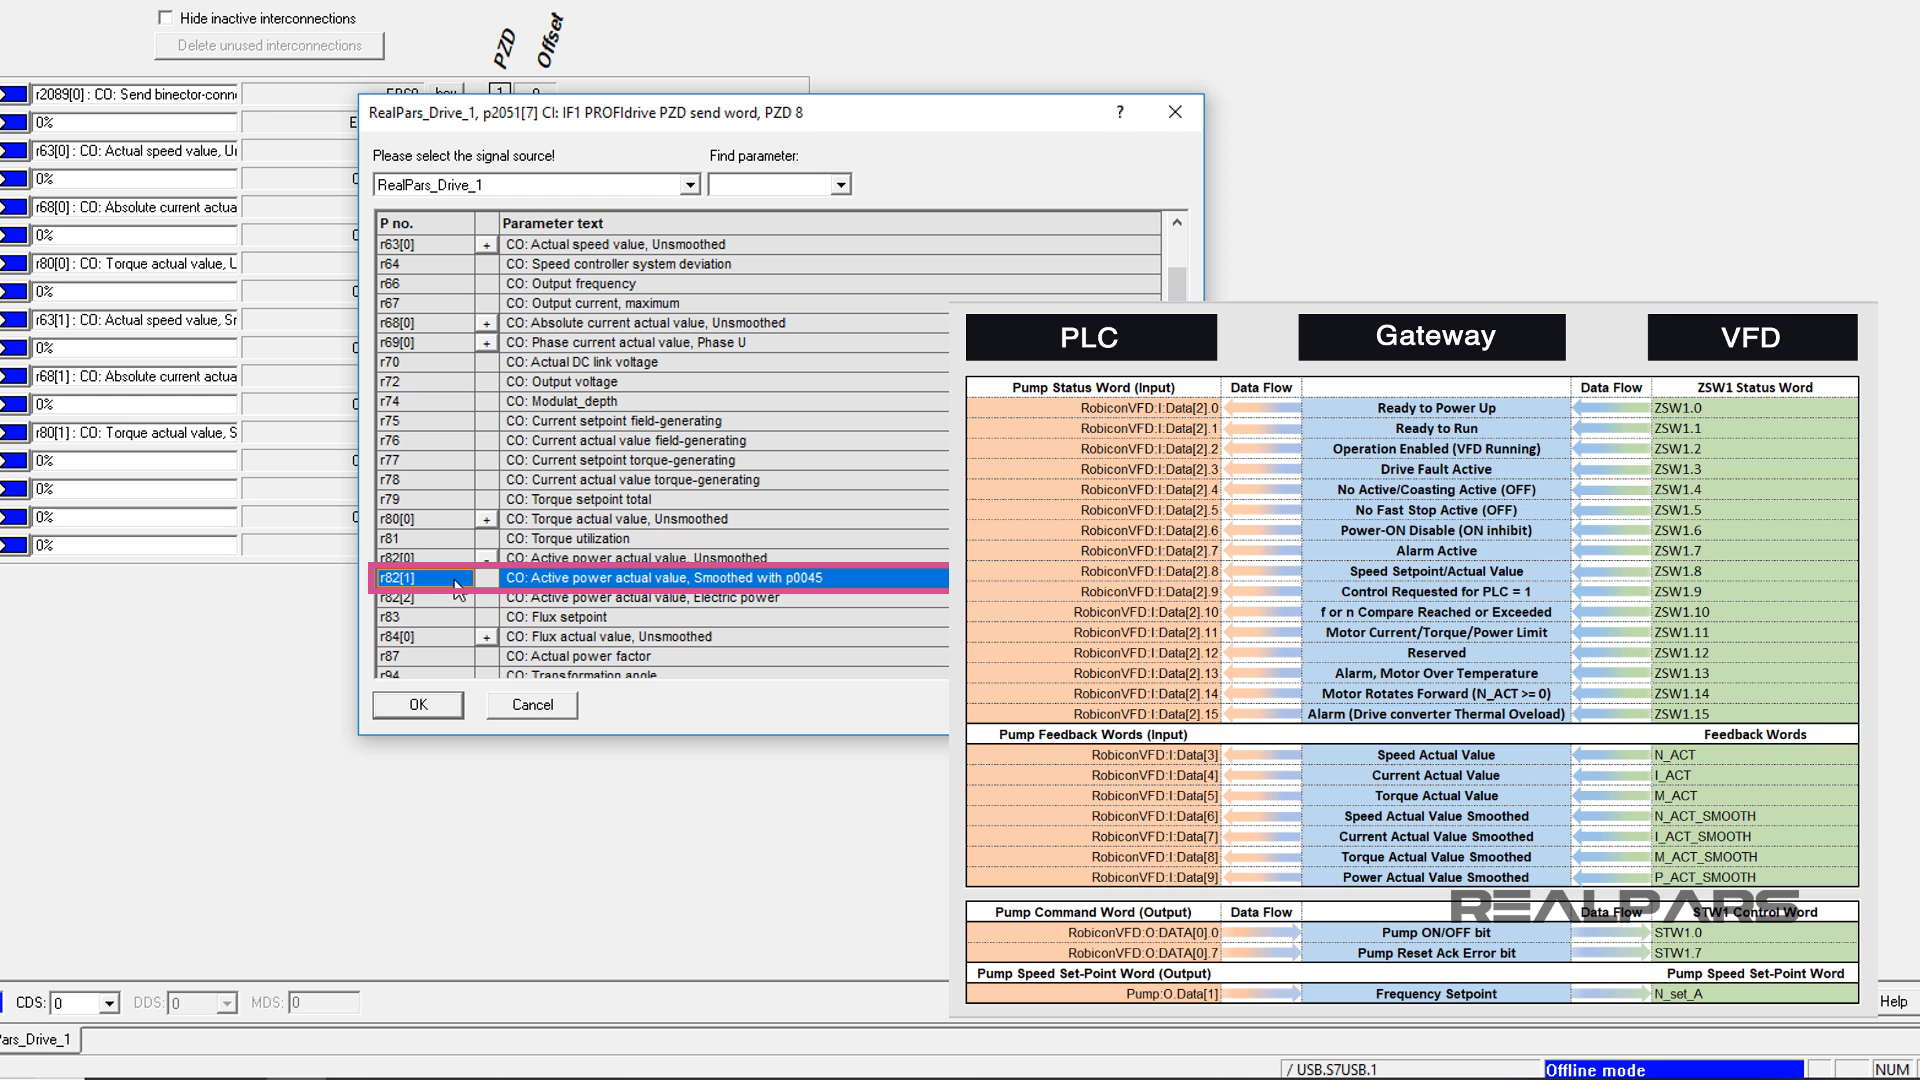 Hide inactive interconnections
Delete unused interconnections
PZD
Offset
r2089[0] : CO: Send binector-conn
0%
r63[0] : CO: Actual speed value, U
0%
r68[0] : CO: Absolute current actua
0%
r80[0] : CO: Torque actual value, U
0%
r63[1] : CO: Actual speed value, Sr
0%
r68[1] : CO: Absolute current actua
0%
r80[1] : CO: Torque actual value, S
0%
0%
0%
0%
RealPars_Drive_1, p2051[7] CI: IF1 PROFIdrive PZD send word, PZD 8
?
Please select the signal source!
Find parameter:
RealPars_Drive_1
P no. Parameter text
r63[0] + CO: Actual speed value, Unsmoothed
r64 CO: Speed controller system deviation
r66 CO: Output frequency
r67 CO: Output current, maximum
r68[0] + CO: Absolute current actual value, Unsmoothed
r69[0] + CO: Phase current actual value, Phase U
r70 CO: Actual DC link voltage
r72 CO: Output voltage
r74 CO: Modulat_depth
r75 CO: Current setpoint field-generating
r76 CO: Current actual value field-generating
r77 CO: Current setpoint torque-generating
r78 CO: Current actual value torque-generating
r79 CO: Torque setpoint total
r80[0] + CO: Torque actual value, Unsmoothed
r81 CO: Torque utilization
r82[0] - CO: Active power actual value, Unsmoothed
r82[1] CO: Active power actual value, Smoothed with p0045
r82[2] CO: Active power actual value, Electric power
r83 CO: Flux setpoint
r84[0] + CO: Flux actual value, Unsmoothed
r87 CO: Actual power factor
r94 CO: Transformation angle
OK
Cancel
PLC Gateway VFD
Pump Status Word (Input) Data Flow Data Flow ZSW1 Status Word
RobiconVFD:I:Data[2].0 Ready to Power Up ZSW1.0
RobiconVFD:I:Data[2].1 Ready to Run ZSW1.1
RobiconVFD:I:Data[2].2 Operation Enabled (VFD Running) ZSW1.2
RobiconVFD:I:Data[2].3 Drive Fault Active ZSW1.3
RobiconVFD:I:Data[2].4 No Active/Coasting Active (OFF) ZSW1.4
RobiconVFD:I:Data[2].5 No Fast Stop Active (OFF) ZSW1.5
RobiconVFD:I:Data[2].6 Power-ON Disable (ON inhibit) ZSW1.6
RobiconVFD:I:Data[2].7 Alarm Active ZSW1.7
RobiconVFD:I:Data[2].8 Speed Setpoint/Actual Value ZSW1.8
RobiconVFD:I:Data[2].9 Control Requested for PLC = 1 ZSW1.9
RobiconVFD:I:Data[2].10 f or n Compare Reached or Exceeded ZSW1.10
RobiconVFD:I:Data[2].11 Motor Current/Torque/Power Limit ZSW1.11
RobiconVFD:I:Data[2].12 Reserved ZSW1.12
RobiconVFD:I:Data[2].13 Alarm, Motor Over Temperature ZSW1.13
RobiconVFD:I:Data[2].14 Motor Rotates Forward (N_ACT >= 0) ZSW1.14
RobiconVFD:I:Data[2].15 Alarm (Drive converter Thermal Oveload) ZSW1.15
Pump Feedback Words (Input) Feedback Words
RobiconVFD:I:Data[3] Speed Actual Value N_ACT
RobiconVFD:I:Data[4] Current Actual Value I_ACT
RobiconVFD:I:Data[5] Torque Actual Value M_ACT
RobiconVFD:I:Data[6] Speed Actual Value Smoothed N_ACT_SMOOTH
RobiconVFD:I:Data[7] Current Actual Value Smoothed I_ACT_SMOOTH
RobiconVFD:I:Data[8] Torque Actual Value Smoothed M_ACT_SMOOTH
RobiconVFD:I:Data[9] Power Actual Value Smoothed P_ACT_SMOOTH
REALPARS
Pump Command Word (Output) Data Flow Data Flow STW1 Control Word
RobiconVFD:O:DATA[0].0 Pump ON/OFF bit STW1.0
RobiconVFD:O:DATA[0].7 Pump Reset Ack Error bit STW1.7
Pump Speed Set-Point Word (Output) Pump Speed Set-Point Word
Pump:O.Data[1] Frequency Setpoint N_set_A
CDS: 0 DDS: 0 MDS: 0
Help
Pars_Drive_1
/ USB.S7USB.1
Offline mode
NUM